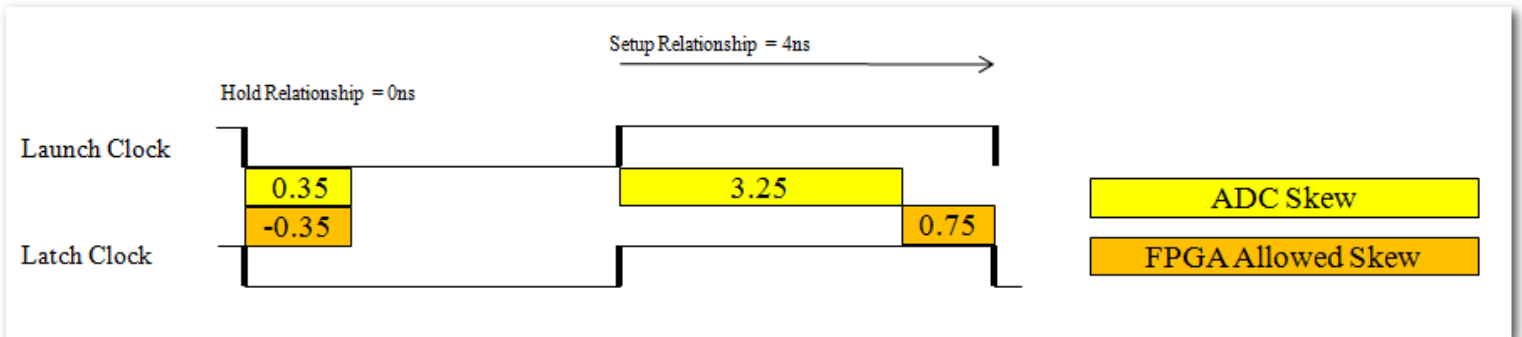 Setup Relationship = 4ns
Hold Relationship = 0ns
Launch Clock
0.35
3.25
ADC Skew
-0.35
0.75
Latch Clock
FPGA Allowed Skew